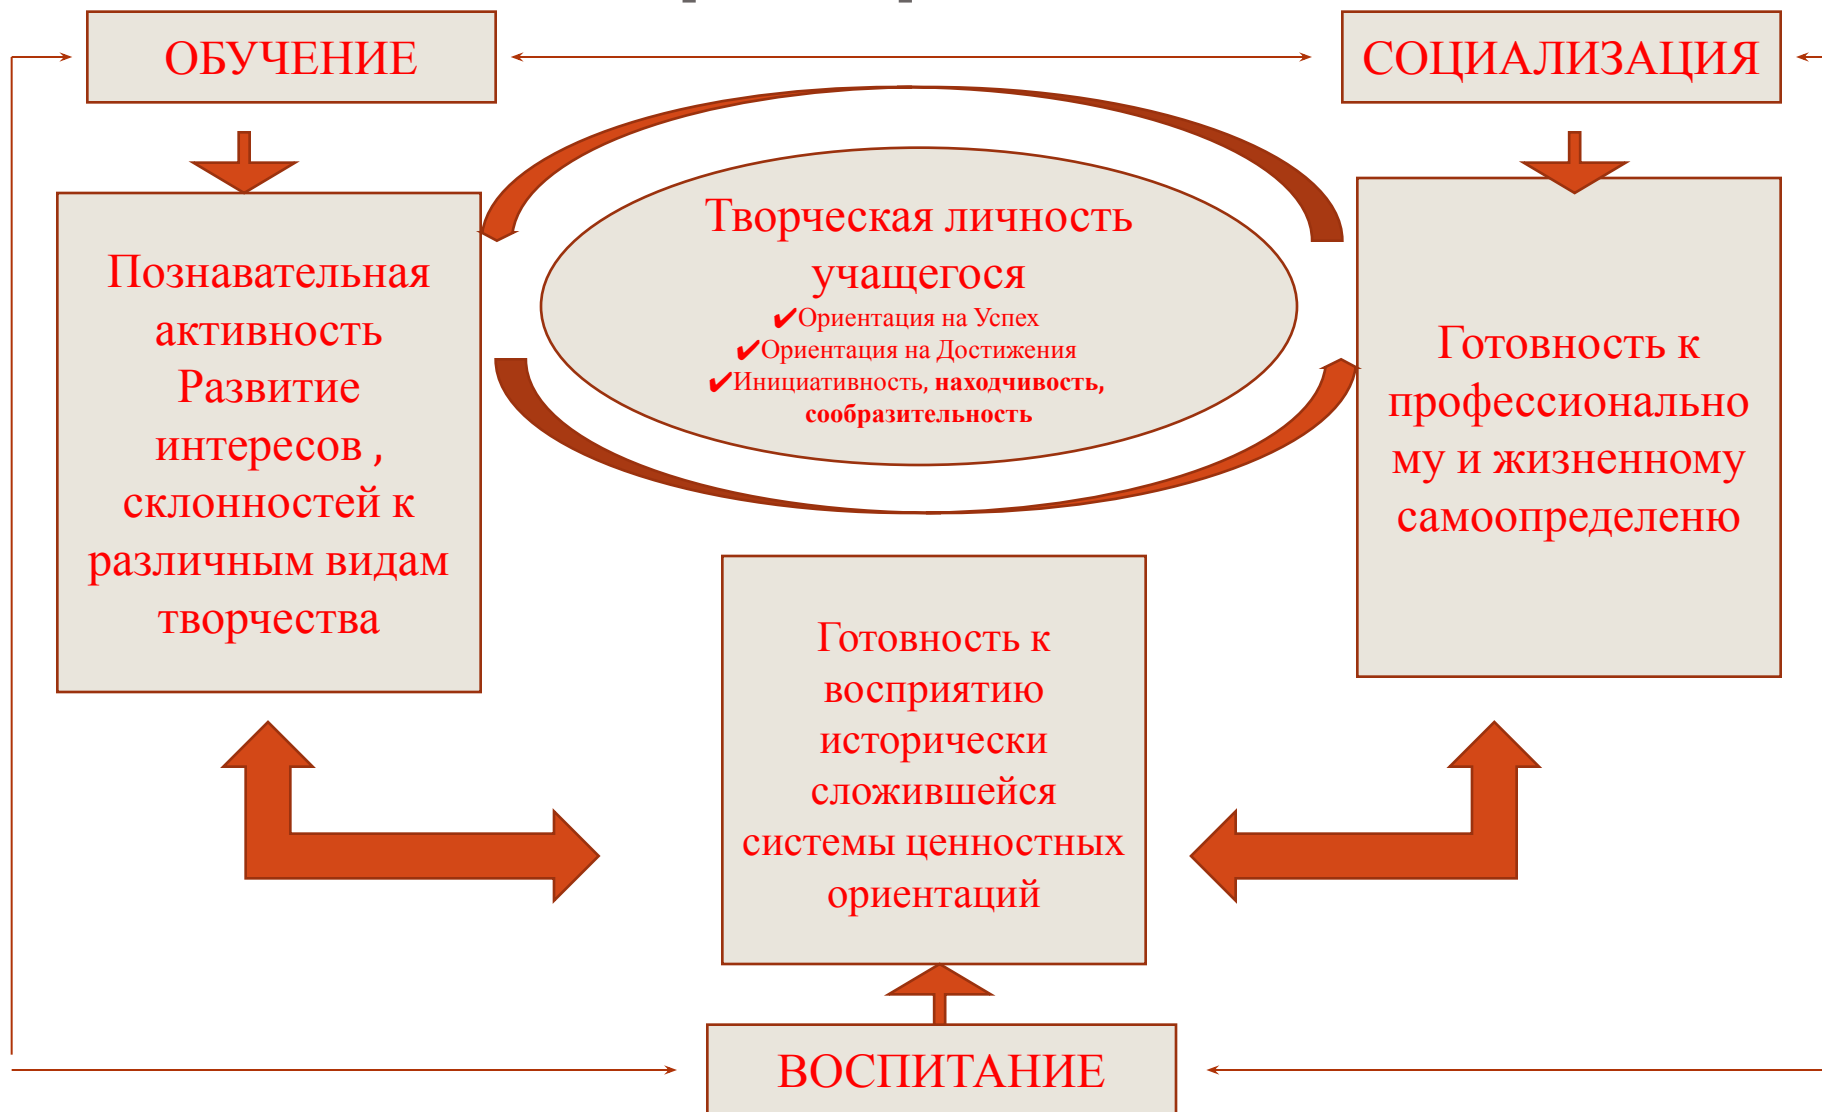 ОБУЧЕНИЕ
СОЦИАЛИЗАЦИЯ
Творческая личность
учащегося
✔Ориентация на Успех
✔Ориентация на Достижения
✔Инициативность, находчивость,
сообразительность
Познавательная
активность
Развитие
интересов ,
склонностей к
различным видам
творчества
Готовность к
профессионально
му и жизненному
самоопределеню
Готовность к
восприятию
исторически
сложившейся
системы ценностных
ориентаций
ВОСПИТАНИЕ